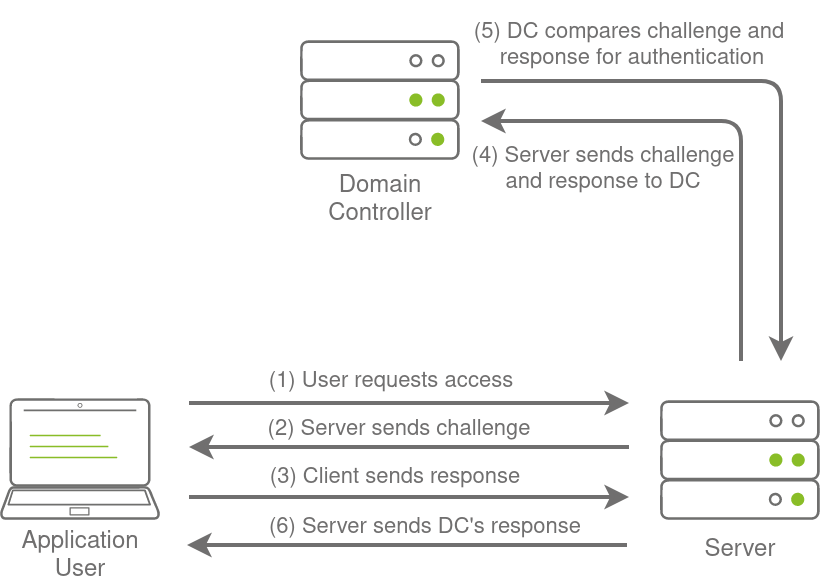 (5) DC compares challenge and
response for authentication
(4) Server sends challenge
and response to DC
Domain
Controller
(1) User requests access
(2) Server sends challenge
(3) Client sends response
(6) Server sends DC's response
Application
User
Server